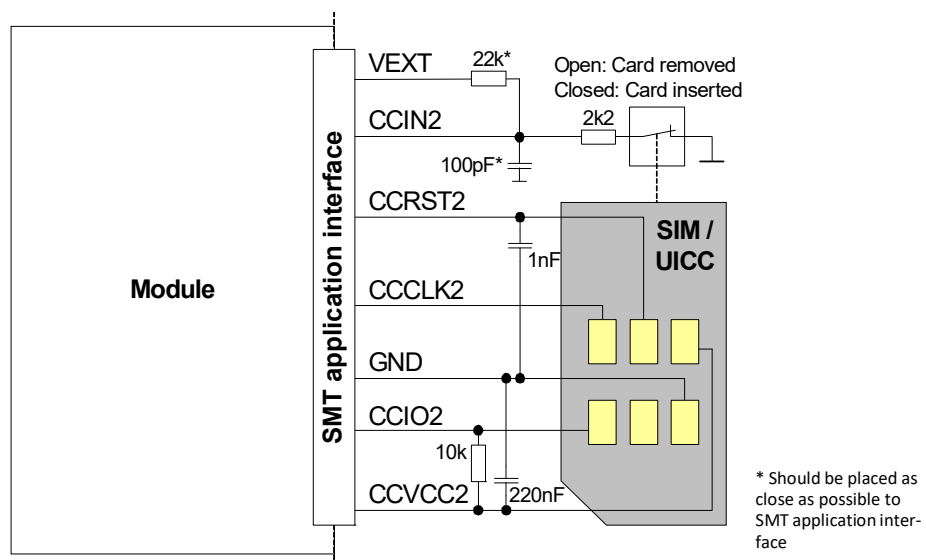 VEXT
22k*
Open: Card removed
Closed: Card inserted
CCIN2
2k2
100pF*
CCRST2
SIM /
UICC
1nF
Module
SMT application interface
CCCLK2
GND
CCIO2
10k
CCVCC2
220nF
* Should be placed as
close as possible to
SMT application inter-
face